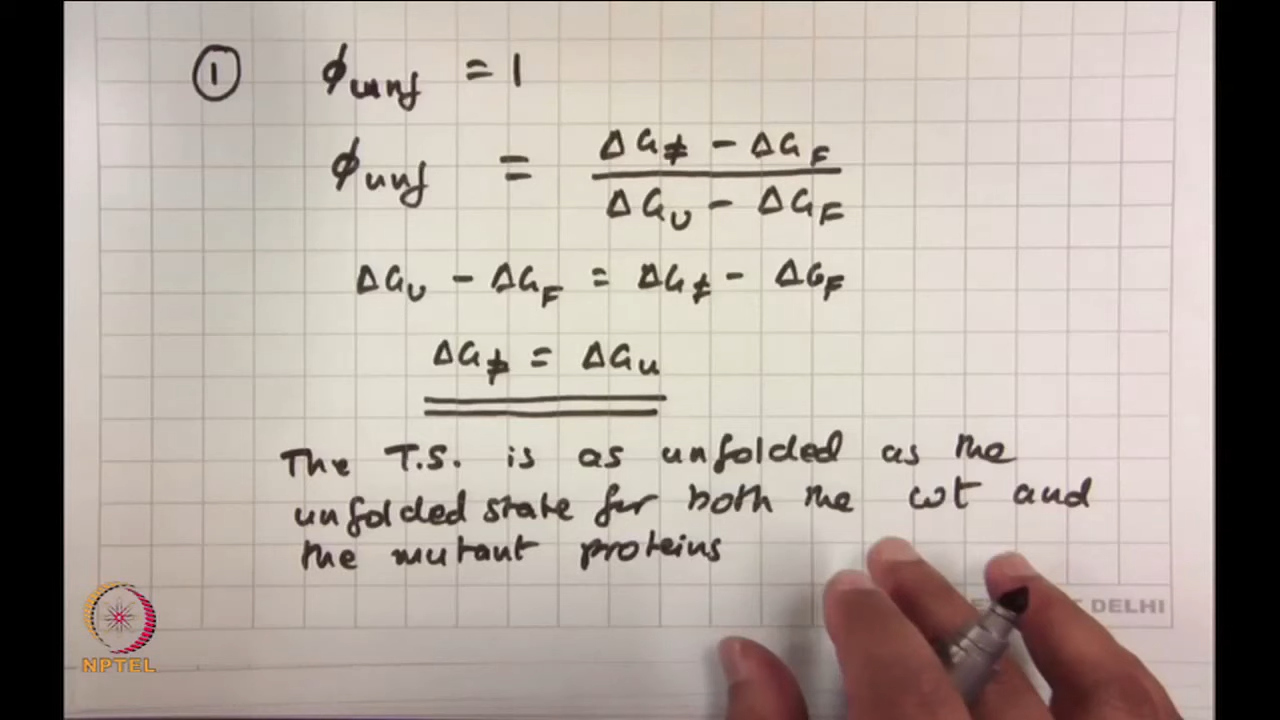 ① ϕunf = 1
ϕunf = ΔG≠ - ΔGF
ΔGU - ΔGF
ΔGU - ΔGF = ΔG≠ - ΔGF
ΔG≠ = ΔGU
The T.S. is as unfolded as the
unfolded state for both the wt and
the mutant proteins
DELHI
NPTEL